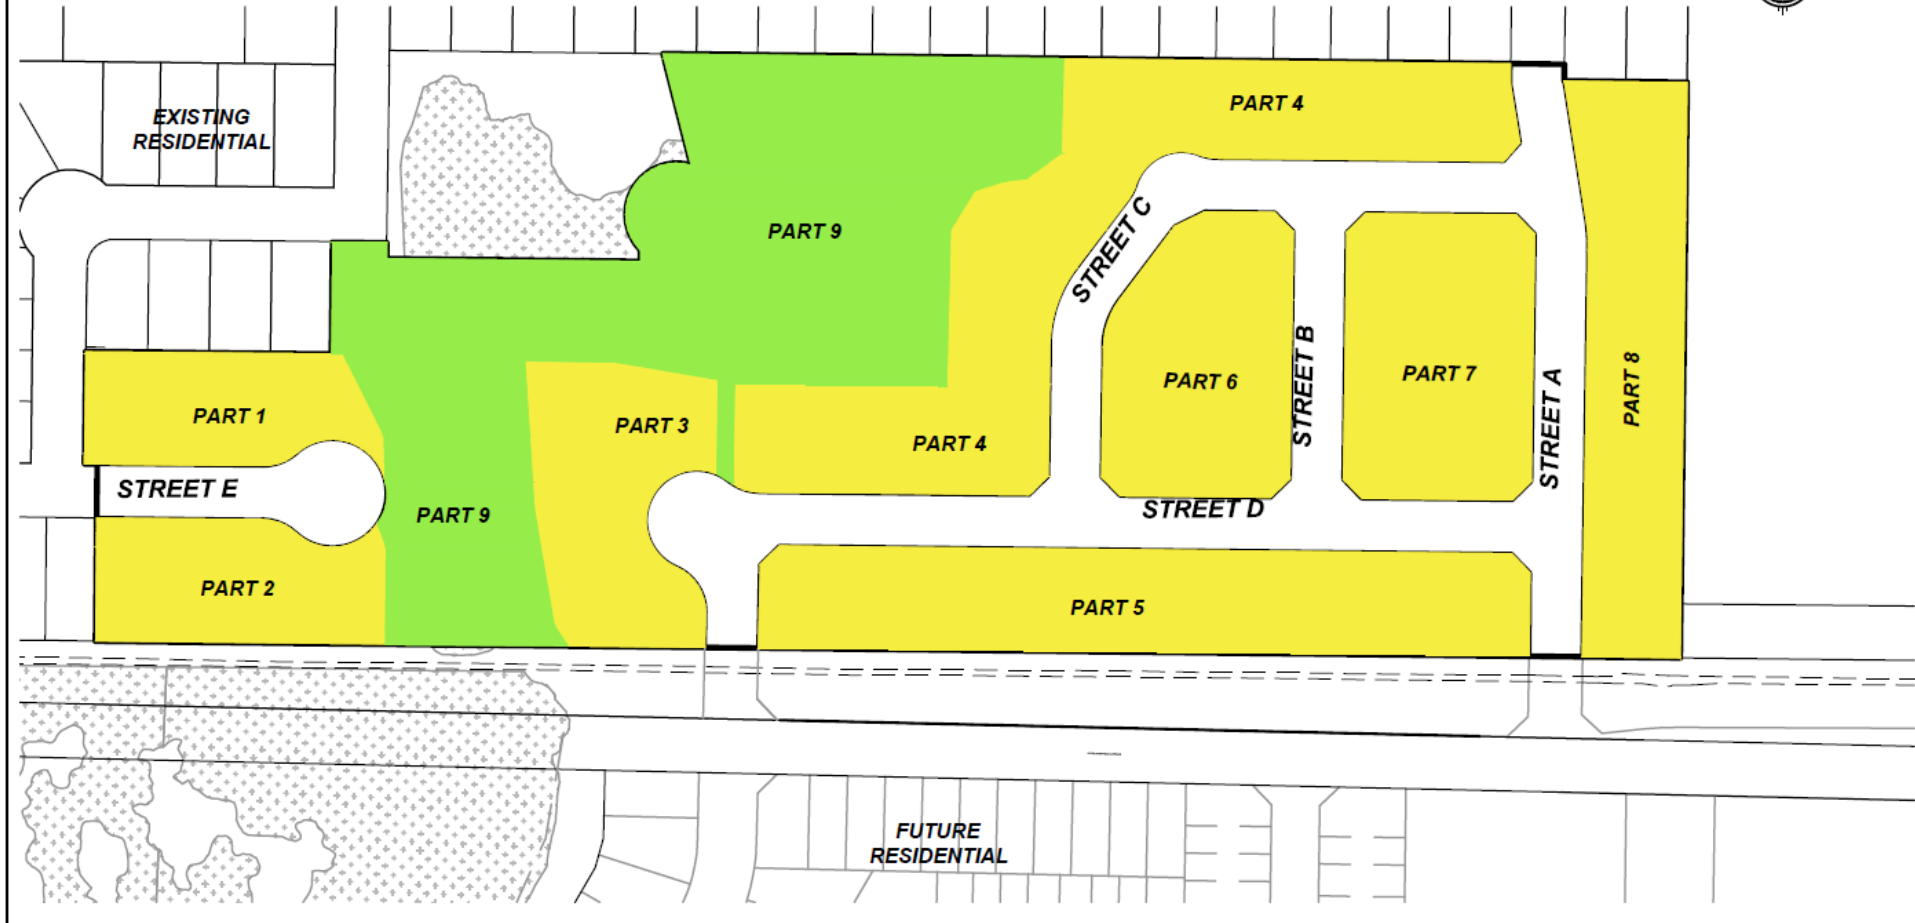 EXISTING
RESIDENTIAL
PART 4
PART 9
STREET C
PART 6
STREET B
PART 7
STREET A
PART 8
PART 1
PART 3
PART 4
STREET E
PART 9
STREET D
PART 2
PART 5
FUTURE
RESIDENTIAL